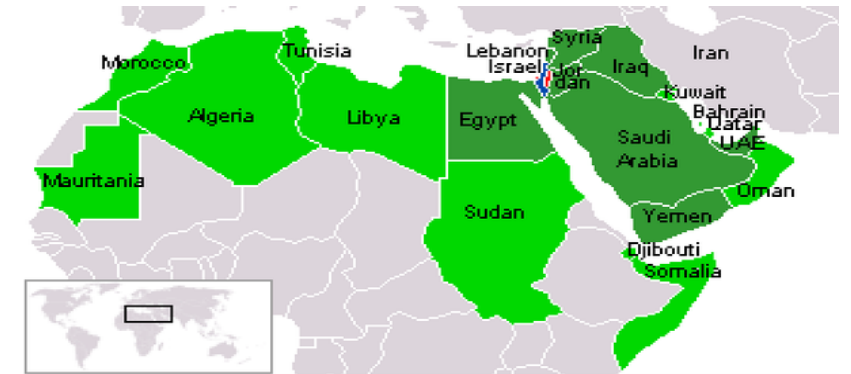 Morocco
Tunisia
Algeria
Libya
Egypt
Mauritania
Sudan
Lebanon
Israel
Syria
Jor
dan
Iraq
Iran
Kuwait
Bahrain
Qatar
UAE
Saudi
Arabia
Oman
Yemen
Djibouti
Somalia